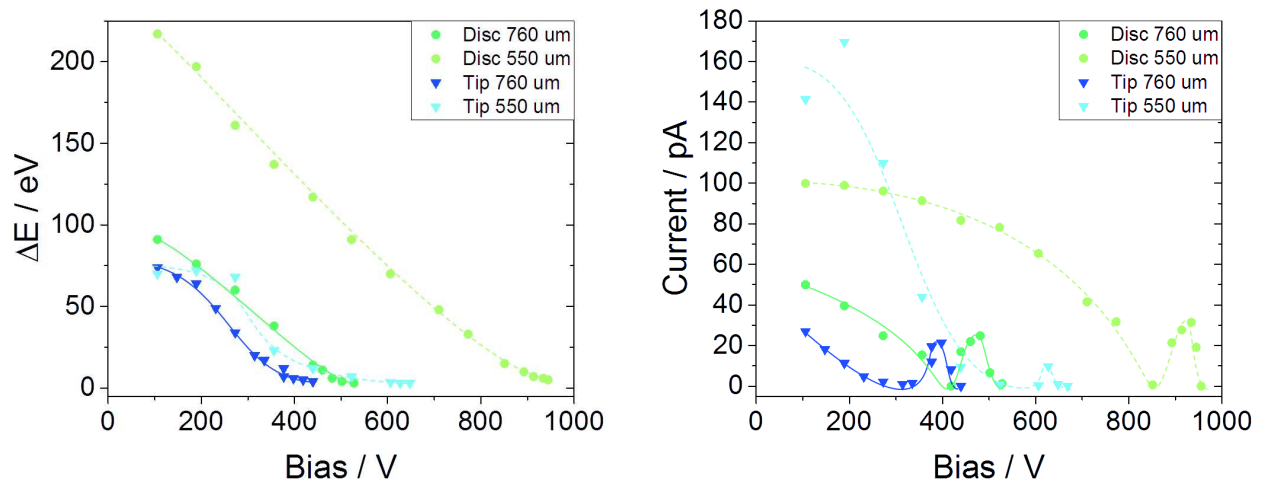 ΔE / eV
200
150
100
50
0
0
200
400
600
800
1000
Bias / V
Disc 760 um
Disc 550 um
Tip 760 um
Tip 550 um
Current / pA
180
160
140
120
100
80
60
40
20
0
0
200
400
600
800
1000
Bias / V
Disc 760 um
Disc 550 um
Tip 760 um
Tip 550 um